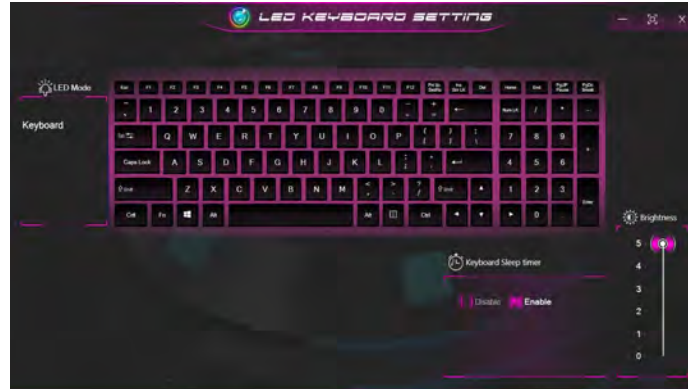 LED KEYBOARD SETTING
LED Mode
Keyboard
Esc F1 F2 F3 F4 F5 F6 F7 F8 F9 F10 F11 F12 Del Home End PgUP Pause PgDn Break
1 2 3 4 5 6 7 8 9 0 - + Num Lk / * -
Q W E R T Y U I O P { [ } ] 7 8 9 +
Caps Lock A S D F G H J K L 4 5 6
Z X C V B N M < , > . ? / 1 2 3 Enter
Ctrl Fn Alt Alt Ctrl 0
Brightness
5
4
3
2
1
0
Keyboard Sleep timer
Disable Enable